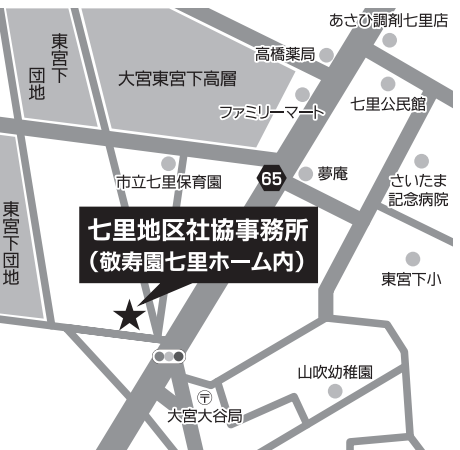 あさひ調剤七里店
東宮下
団地
高橋薬局
大宮東宮下高層
ファミリーマート
七里公民館
市立七里保育園
65
夢庵
さいたま
記念病院
東宮下団地
七里地区社協事務所
（敬寿園七里ホーム内）
東宮下小
山吹幼稚園
〒
大宮大谷局